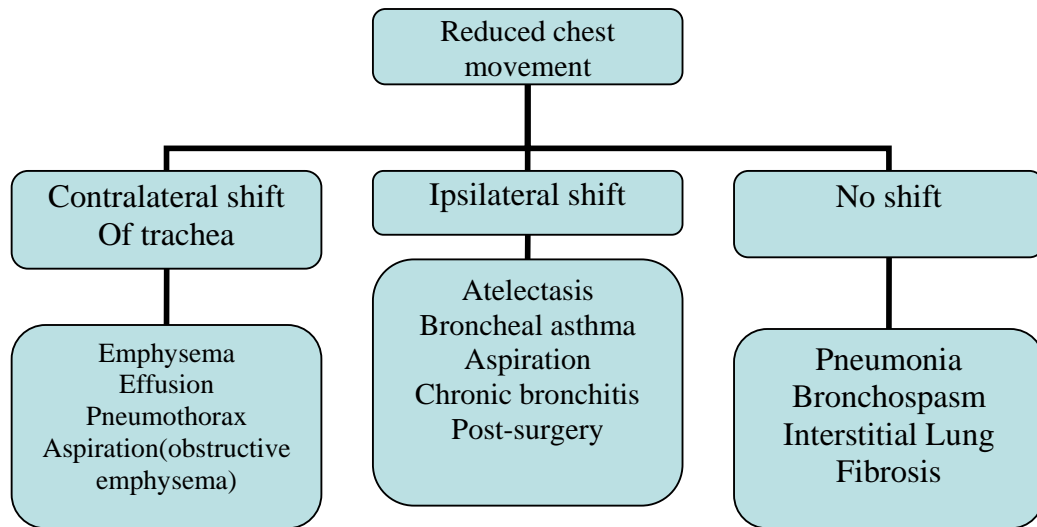 Reduced chest
movement
Contralateral shift
Of trachea
Ipsilateral shift
No shift
Emphysema
Effusion
Pneumothorax
Aspiration(obstructive
emphysema)
Atelectasis
Broncheal asthma
Aspiration
Chronic bronchitis
Post-surgery
Pneumonia
Bronchospasm
Interstitial Lung
Fibrosis